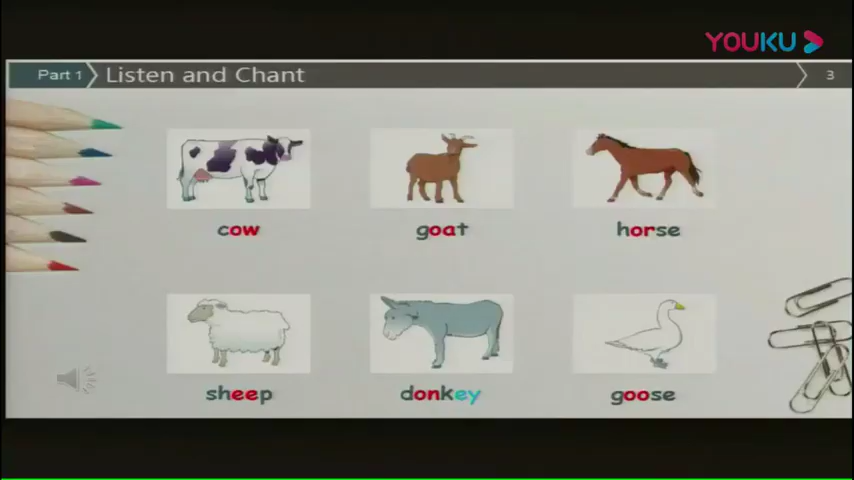 YOUKU
Part 1 Listen and Chant 3
cow goat horse
sheep donkey goose